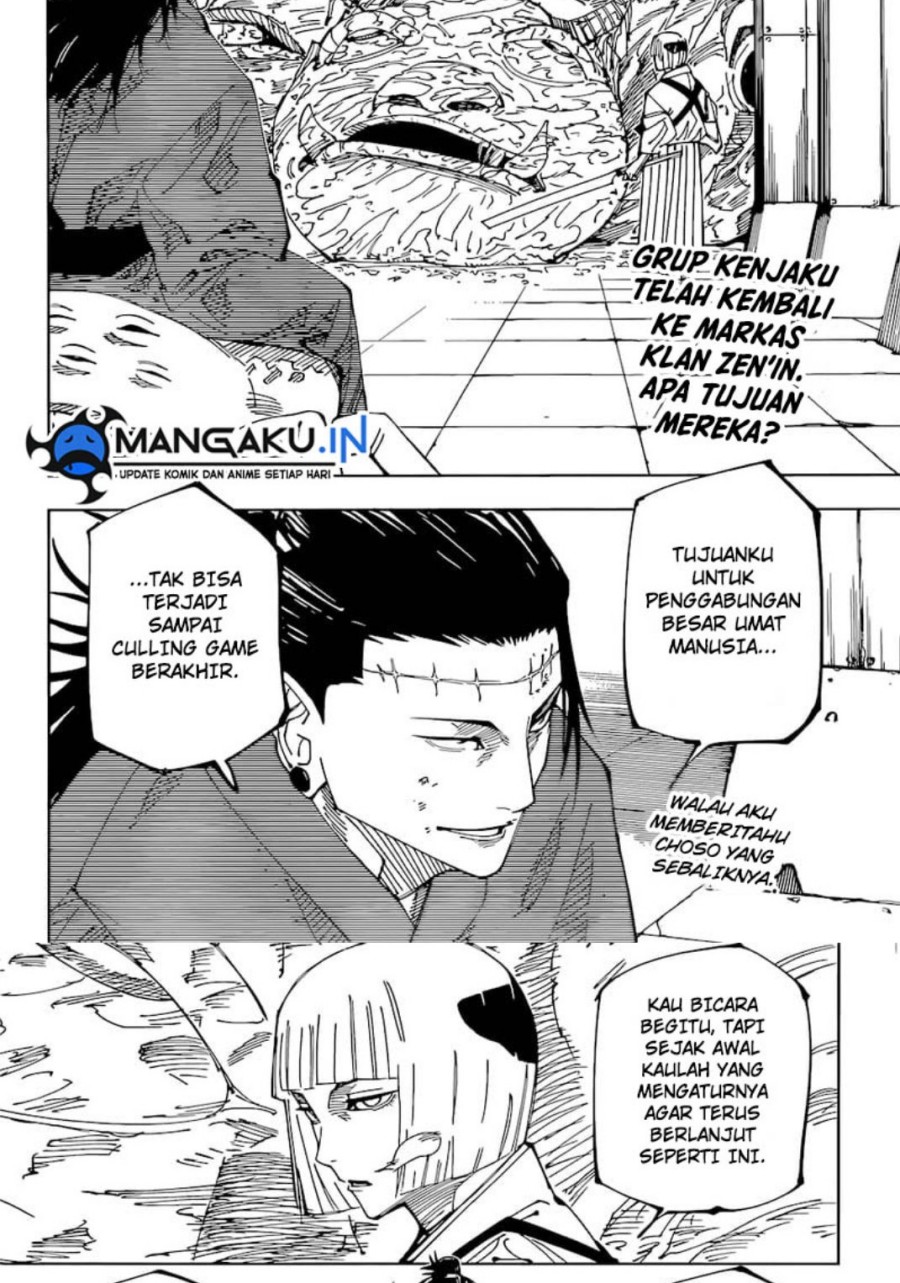 GRUP KENJAKU
TELAH KEMBALI
KE MARKAS
KLAN ZEN'IN.
APA TUJUAN
MEREKA?
MANGAKU.IN
UPDATE KOMIK DAN ANIME SETIAP HARI
TUJUANKU
UNTUK
PENGGABUNGAN
BESAR UMAT
MANUSIA...
...TAK BISA
TERJADI
SAMPAI
CULLING GAME
BERAKHIR.
WALAU AKU
MEMBERITAHU
CHOSO YANG
SEBALIKNYA.
KAU BICARA
BEGITU, TAPI
SEJAK AWAL
KAULAH YANG
MENGATURNYA
AGAR TERUS
BERLANJUT
SEPERTI INI.